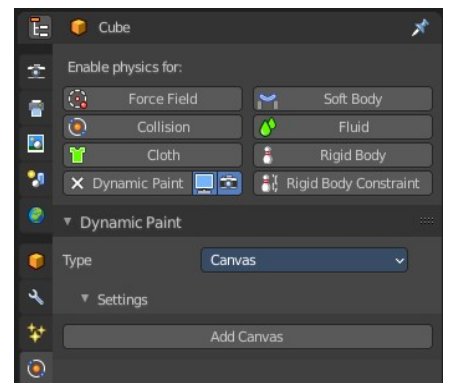 Cube
Enable physics for:
Force Field Soft Body
Collision Fluid
Cloth Rigid Body
Dynamic Paint Rigid Body Constraint
Dynamic Paint
Type Canvas
Settings
Add Canvas